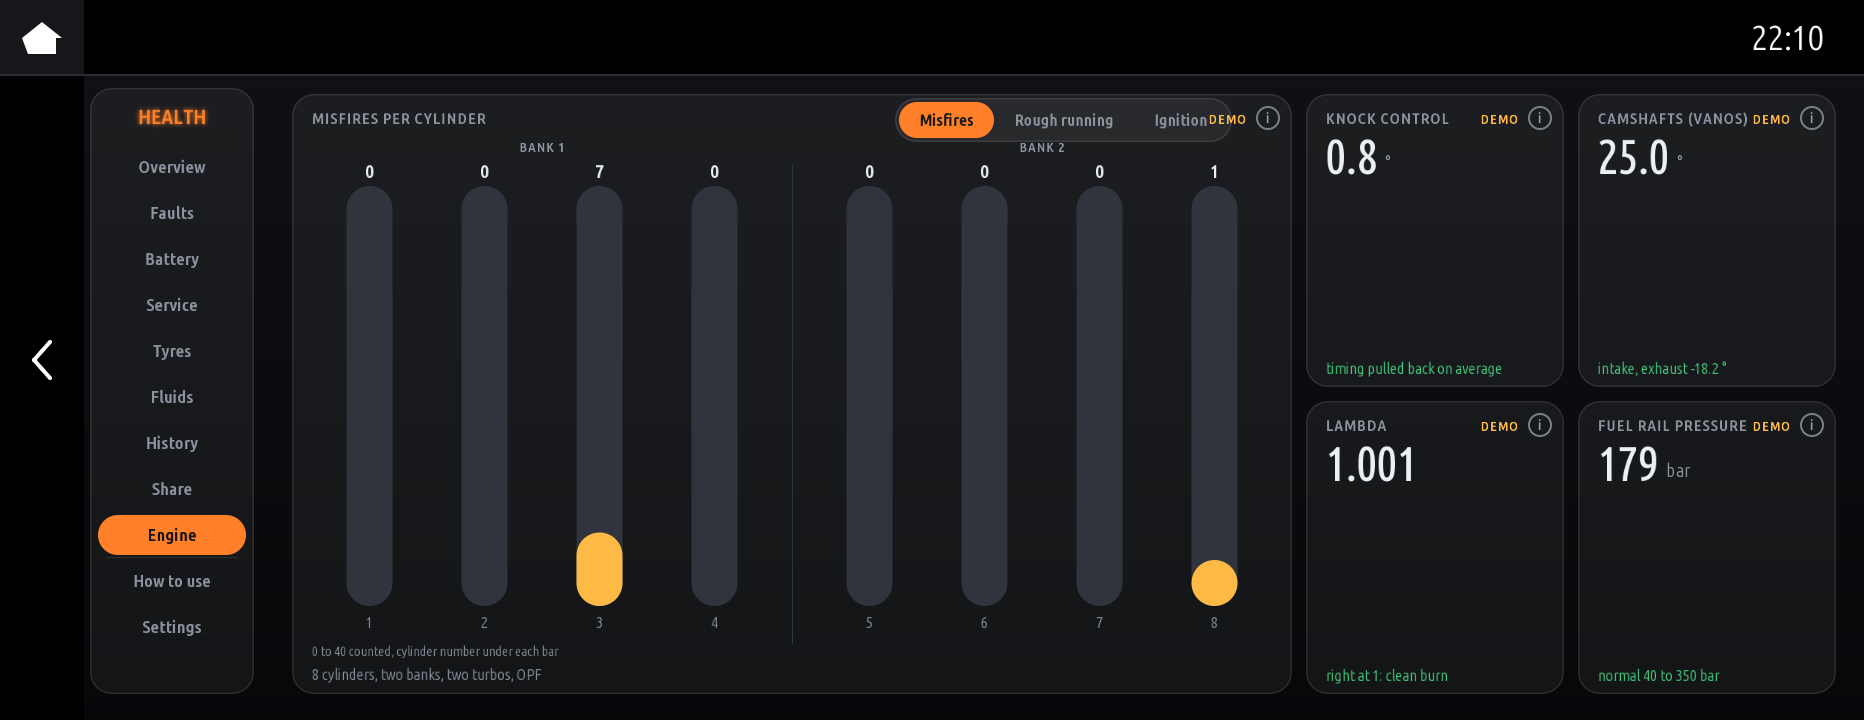 22:10
HEALTH
Overview
Faults
Battery
Service
Tyres
Fluids
History
Share
Engine
How to use
Settings
MISFIRES PER CYLINDER
Misfires Rough running Ignition DEMO i
BANK 1 BANK 2
0 0 7 0 0 0 0 1
1 2 3 4 5 6 7 8
0 to 40 counted, cylinder number under each bar
8 cylinders, two banks, two turbos, OPF
KNOCK CONTROL DEMO i
0.8 °
timing pulled back on average
CAMSHAFTS (VANOS) DEMO i
25.0 °
intake, exhaust -18.2 °
LAMBDA DEMO i
1.001
right at 1: clean burn
FUEL RAIL PRESSURE DEMO i
179 bar
normal 40 to 350 bar